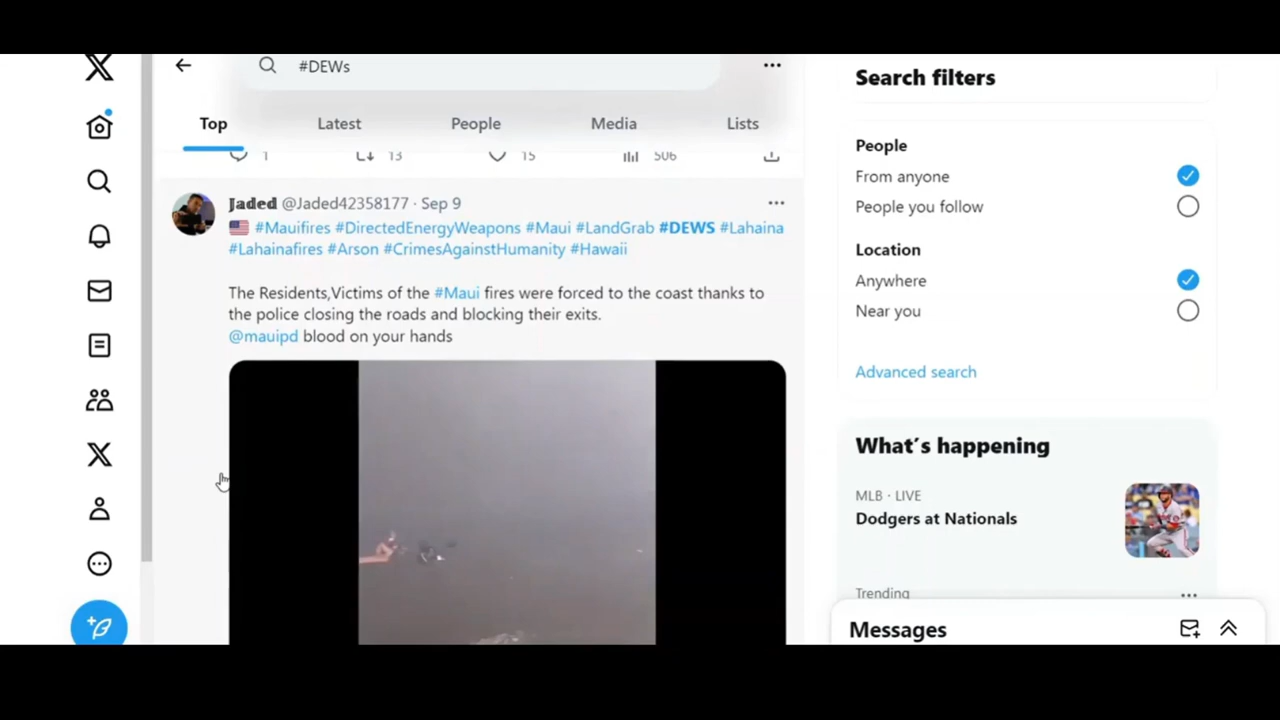 #DEWs
Search filters
Top Latest People Media Lists
1 13 15 506
People
From anyone
People you follow
Location
Anywhere
Near you
Advanced search
Jaded @Jaded42358177 · Sep 9
#Mauifires #DirectedEnergyWeapons #Maui #LandGrab #DEWS #Lahaina
#Lahainafires #Arson #CrimesAgainstHumanity #Hawaii
The Residents,Victims of the #Maui fires were forced to the coast thanks to
the police closing the roads and blocking their exits.
@mauipd blood on your hands
What's happening
MLB · LIVE
Dodgers at Nationals
Trending
Messages